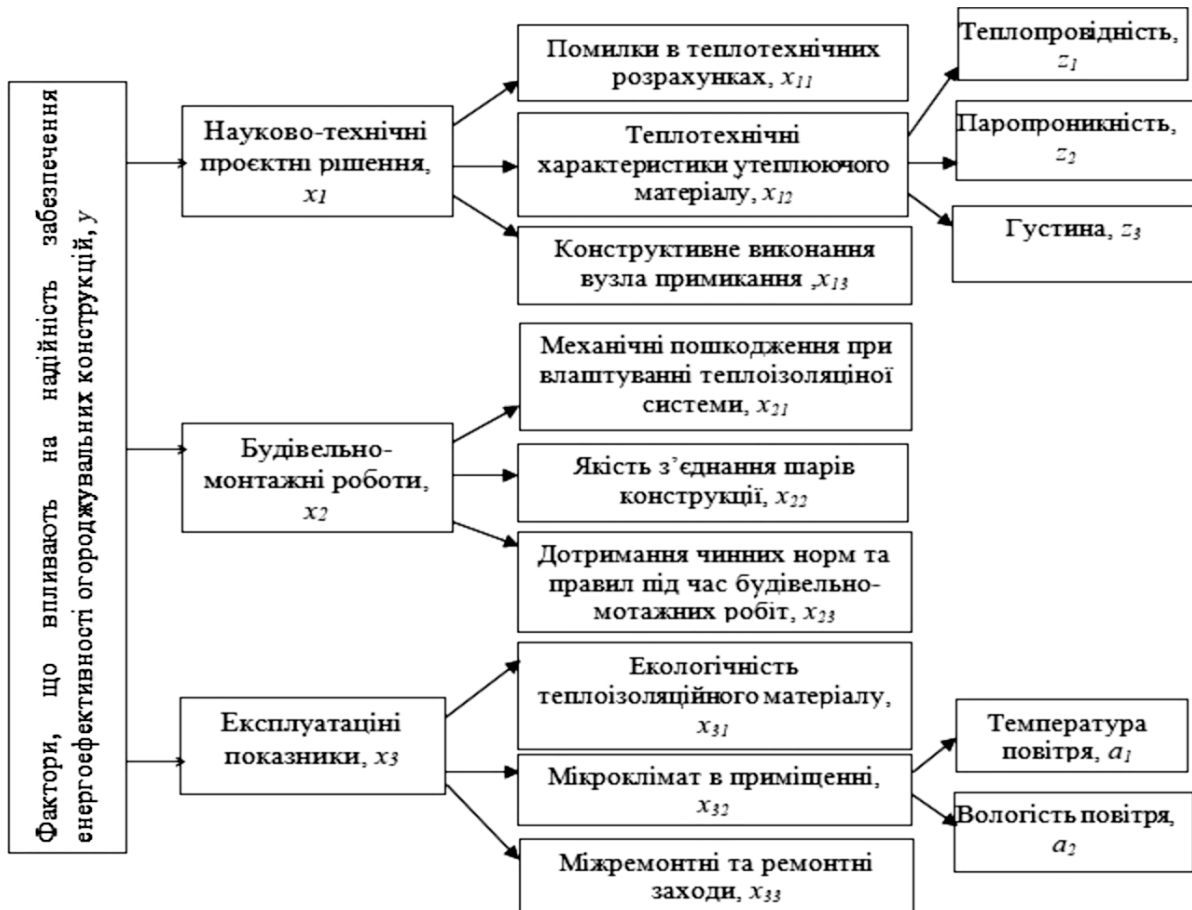 Фактори, що впливають на надійність забезпечення
енергоефективності огороджувальних конструкцій, y
Науково-технічні
проєктні рішення,
x1
Помилки в теплотехнічних
розрахунках, x11
Теплотехнічні
характеристики утеплюючого
матеріалу, x12
Конструктивне виконання
вузла примикання ,x13
Теплопровідність,
z1
Паропроникність,
z2
Густина, z3
Будівельно-
монтажні роботи,
x2
Механічні пошкодження при
влаштуванні теплоізоляціної
системи, x21
Якість з’єднання шарів
конструкції, x22
Дотримання чинних норм та
правил під час будівельно-
мотажних робіт, x23
Експлуатаціні
показники, x3
Екологічність
теплоізоляційного матеріалу,
x31
Мікроклімат в приміщенні,
x32
Міжремонтні та ремонтні
заходи, x33
Температура
повітря, a1
Вологість повітря,
a2